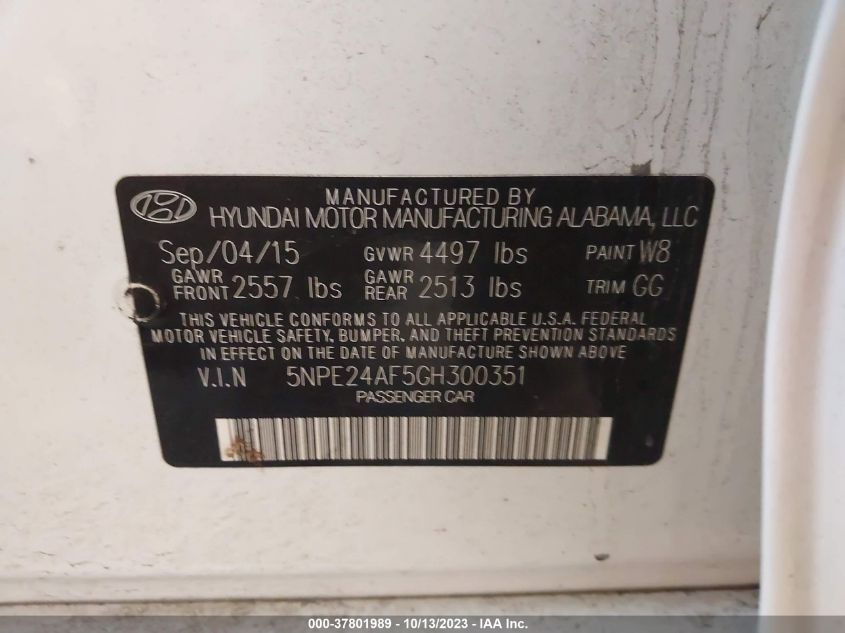 MANUFACTURED BY
HYUNDAI MOTOR MANUFACTURING ALABAMA, LLC
Sep/04/15 GVWR 4497 lbs PAINT W8
GAWR FRONT 2557 lbs GAWR REAR 2513 lbs TRIM GG
THIS VEHICLE CONFORMS TO ALL APPLICABLE U.S.A. FEDERAL
MOTOR VEHICLE SAFETY, BUMPER, AND THEFT PREVENTION STANDARDS
IN EFFECT ON THE DATE OF MANUFACTURE SHOWN ABOVE
V.I.N 5NPE24AF5GH300351
PASSENGER CAR
000-37801989 - 10/13/2023 - IAA Inc.